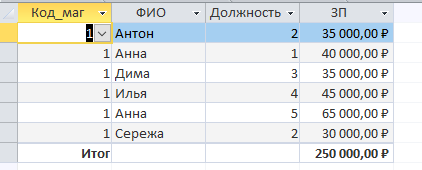 Код_маг ФИО Должность ЗП
1 Антон 2 35 000,00 ₽
1 Анна 1 40 000,00 ₽
1 Дима 3 35 000,00 ₽
1 Илья 4 45 000,00 ₽
1 Анна 5 65 000,00 ₽
1 Сережа 2 30 000,00 ₽
Итог 250 000,00 ₽